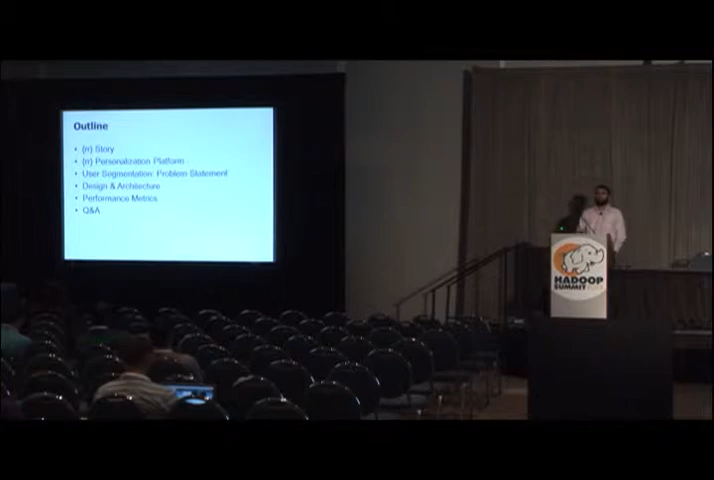 Outline
• {rr} Story
• {rr} Personalization Platform
• User Segmentation: Problem Statement
• Design & Architecture
• Performance Metrics
• Q&A
HADOOP
SUMMIT